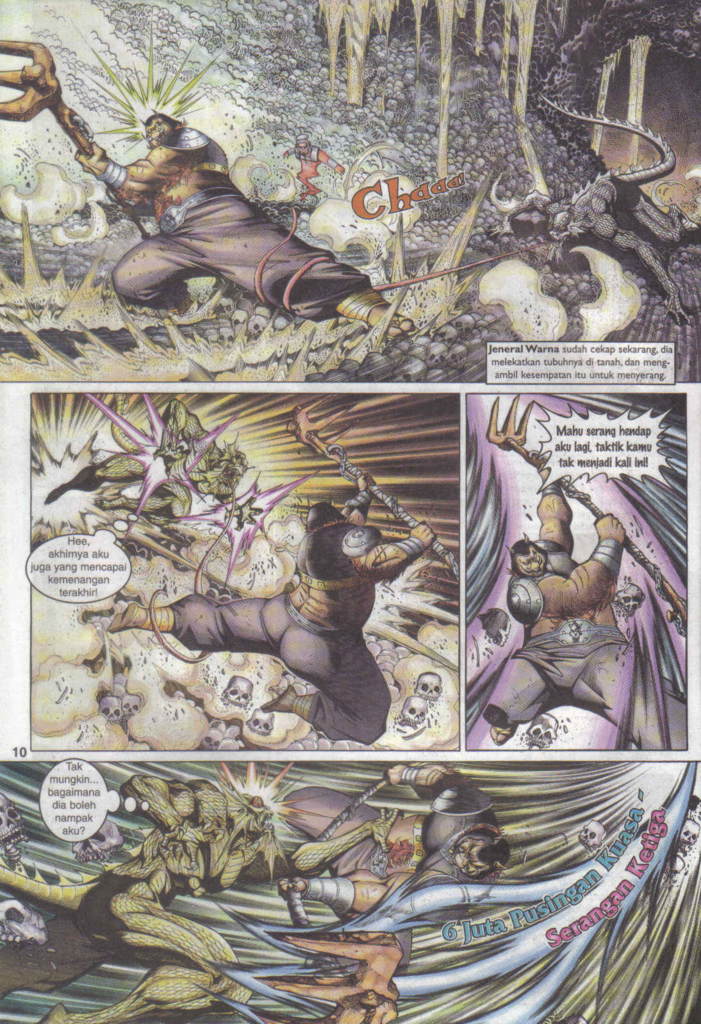 Chaaa!
Jeneral Warna sudah cekap sekarang, dia
melekatkan tubuhnya di tanah, dan meng-
ambil kesempatan itu untuk menyerang.
Hee,
akhirnya aku
juga yang mencapai
kemenangan
terakhir!
Mahu serang hendap
aku lagi, taktik kamu
tak menjadi kali ini!
10
Tak
mungkin...
bagaimana
dia boleh
nampak
aku?
6 Juta Pusingan Kuasa -
Serangan Ketiga